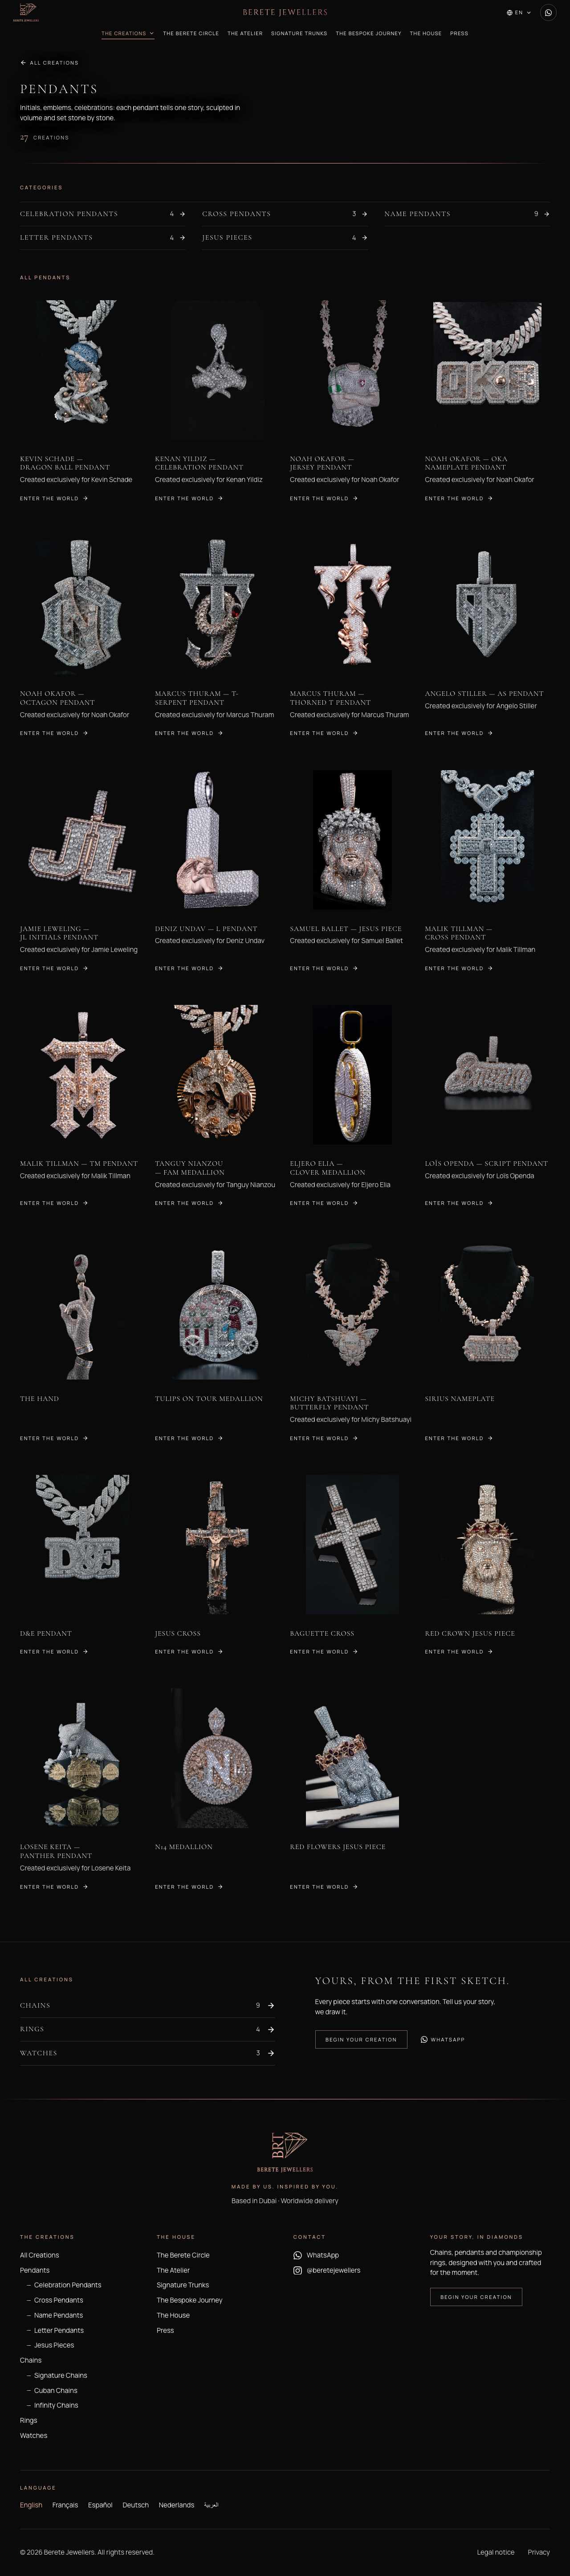 BERETE JEWELLERS
EN
THE CREATIONS
THE BERETE CIRCLE
THE ATELIER
SIGNATURE TRUNKS
THE BESPOKE JOURNEY
THE HOUSE
PRESS
ALL CREATIONS
PENDANTS
Initials, emblems, celebrations: each pendant tells one story, sculpted in
volume and set stone by stone.
27 CREATIONS
CATEGORIES
CELEBRATION PENDANTS 4
CROSS PENDANTS 3
NAME PENDANTS 9
LETTER PENDANTS 4
JESUS PIECES 4
ALL PENDANTS
KEVIN SCHADE —
DRAGON BALL PENDANT
Created exclusively for Kevin Schade
ENTER THE WORLD
KENAN YILDIZ —
CELEBRATION PENDANT
Created exclusively for Kenan Yildiz
ENTER THE WORLD
NOAH OKAFOR —
JERSEY PENDANT
Created exclusively for Noah Okafor
ENTER THE WORLD
NOAH OKAFOR — OKA
NAMEPLATE PENDANT
Created exclusively for Noah Okafor
ENTER THE WORLD
NOAH OKAFOR —
OCTAGON PENDANT
Created exclusively for Noah Okafor
ENTER THE WORLD
MARCUS THURAM — T-
SERPENT PENDANT
Created exclusively for Marcus Thuram
ENTER THE WORLD
MARCUS THURAM —
THORNED T PENDANT
Created exclusively for Marcus Thuram
ENTER THE WORLD
ANGELO STILLER — AS PENDANT
Created exclusively for Angelo Stiller
ENTER THE WORLD
JAMIE LEWELING —
JL INITIALS PENDANT
Created exclusively for Jamie Leweling
ENTER THE WORLD
DENIZ UNDAV — L PENDANT
Created exclusively for Deniz Undav
ENTER THE WORLD
SAMUEL BALLET — JESUS PIECE
Created exclusively for Samuel Ballet
ENTER THE WORLD
MALIK TILLMAN —
CROSS PENDANT
Created exclusively for Malik Tillman
ENTER THE WORLD
MALIK TILLMAN — TM PENDANT
Created exclusively for Malik Tillman
ENTER THE WORLD
TANGUY NIANZOU
— FAM MEDALLION
Created exclusively for Tanguy Nianzou
ENTER THE WORLD
ELJERO ELIA —
CLOVER MEDALLION
Created exclusively for Eljero Elia
ENTER THE WORLD
LOÏS OPENDA — SCRIPT PENDANT
Created exclusively for Loïs Openda
ENTER THE WORLD
THE HAND
ENTER THE WORLD
TULIPS ON TOUR MEDALLION
ENTER THE WORLD
MICHY BATSHUAYI —
BUTTERFLY PENDANT
Created exclusively for Michy Batshuayi
ENTER THE WORLD
SIRIUS NAMEPLATE
ENTER THE WORLD
D&E
D&E PENDANT
ENTER THE WORLD
JESUS CROSS
ENTER THE WORLD
BAGUETTE CROSS
ENTER THE WORLD
RED CROWN JESUS PIECE
ENTER THE WORLD
LOSENE KEITA —
PANTHER PENDANT
Created exclusively for Losene Keita
ENTER THE WORLD
N14 MEDALLION
ENTER THE WORLD
RED FLOWERS JESUS PIECE
ENTER THE WORLD
ALL CREATIONS
CHAINS 9
RINGS 4
WATCHES 3
YOURS, FROM THE FIRST SKETCH.
Every piece starts with one conversation. Tell us your story,
we draw it.
BEGIN YOUR CREATION
WHATSAPP
BRT
BERETE JEWELLERS
MADE BY US. INSPIRED BY YOU.
Based in Dubai · Worldwide delivery
THE CREATIONS
All Creations
Pendants
— Celebration Pendants
— Cross Pendants
— Name Pendants
— Letter Pendants
— Jesus Pieces
Chains
— Signature Chains
— Cuban Chains
— Infinity Chains
Rings
Watches
THE HOUSE
The Berete Circle
The Atelier
Signature Trunks
The Bespoke Journey
The House
Press
CONTACT
WhatsApp
@beretejewellers
YOUR STORY, IN DIAMONDS
Chains, pendants and championship
rings, designed with you and crafted
for the moment.
BEGIN YOUR CREATION
LANGUAGE
English Français Español Deutsch Nederlands العربية
© 2026 Berete Jewellers. All rights reserved.
Legal notice
Privacy